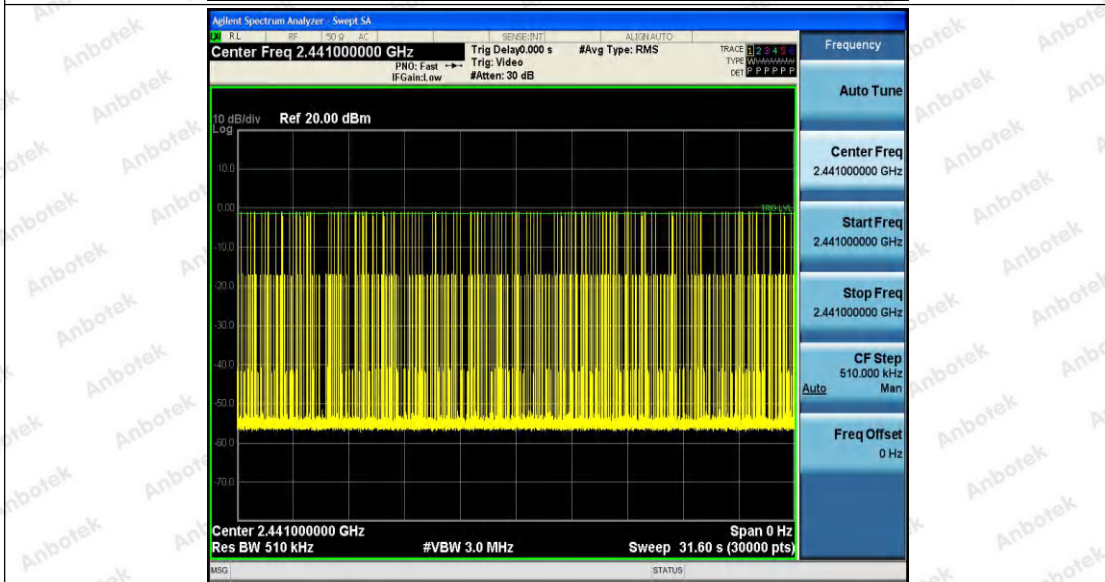 Agilent Spectrum Analyzer - Swept SA
RL RF 50 Ω AC SENSE:INT ALIGNAUTO
Center Freq 2.441000000 GHz
PNO: Fast
IFGain:Low
Trig Delay0.000 s
Trig: Video
#Atten: 30 dB
#Avg Type: RMS
TRACE 1 2 3 4 5 6
TYPE
DET P P P P P P
Frequency
Auto Tune
Center Freq
2.441000000 GHz
Start Freq
2.441000000 GHz
Stop Freq
2.441000000 GHz
CF Step
510.000 kHz
Auto Man
Freq Offset
0 Hz
10 dB/div Ref 20.00 dBm
Log
10.0
0.00
TRIG LVL
-10.0
-20.0
-30.0
-40.0
-50.0
-60.0
-70.0
Center 2.441000000 GHz Span 0 Hz
Res BW 510 kHz #VBW 3.0 MHz Sweep 31.60 s (30000 pts)
MSG STATUS
Anbotek